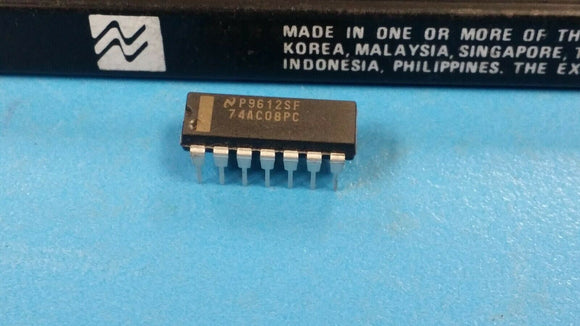 MADE IN ONE OR MORE OF TH
KOREA, MALAYSIA, SINGAPORE, T
INDONESIA, PHILIPPINES. THE EX
P9612SF
74AC08PC